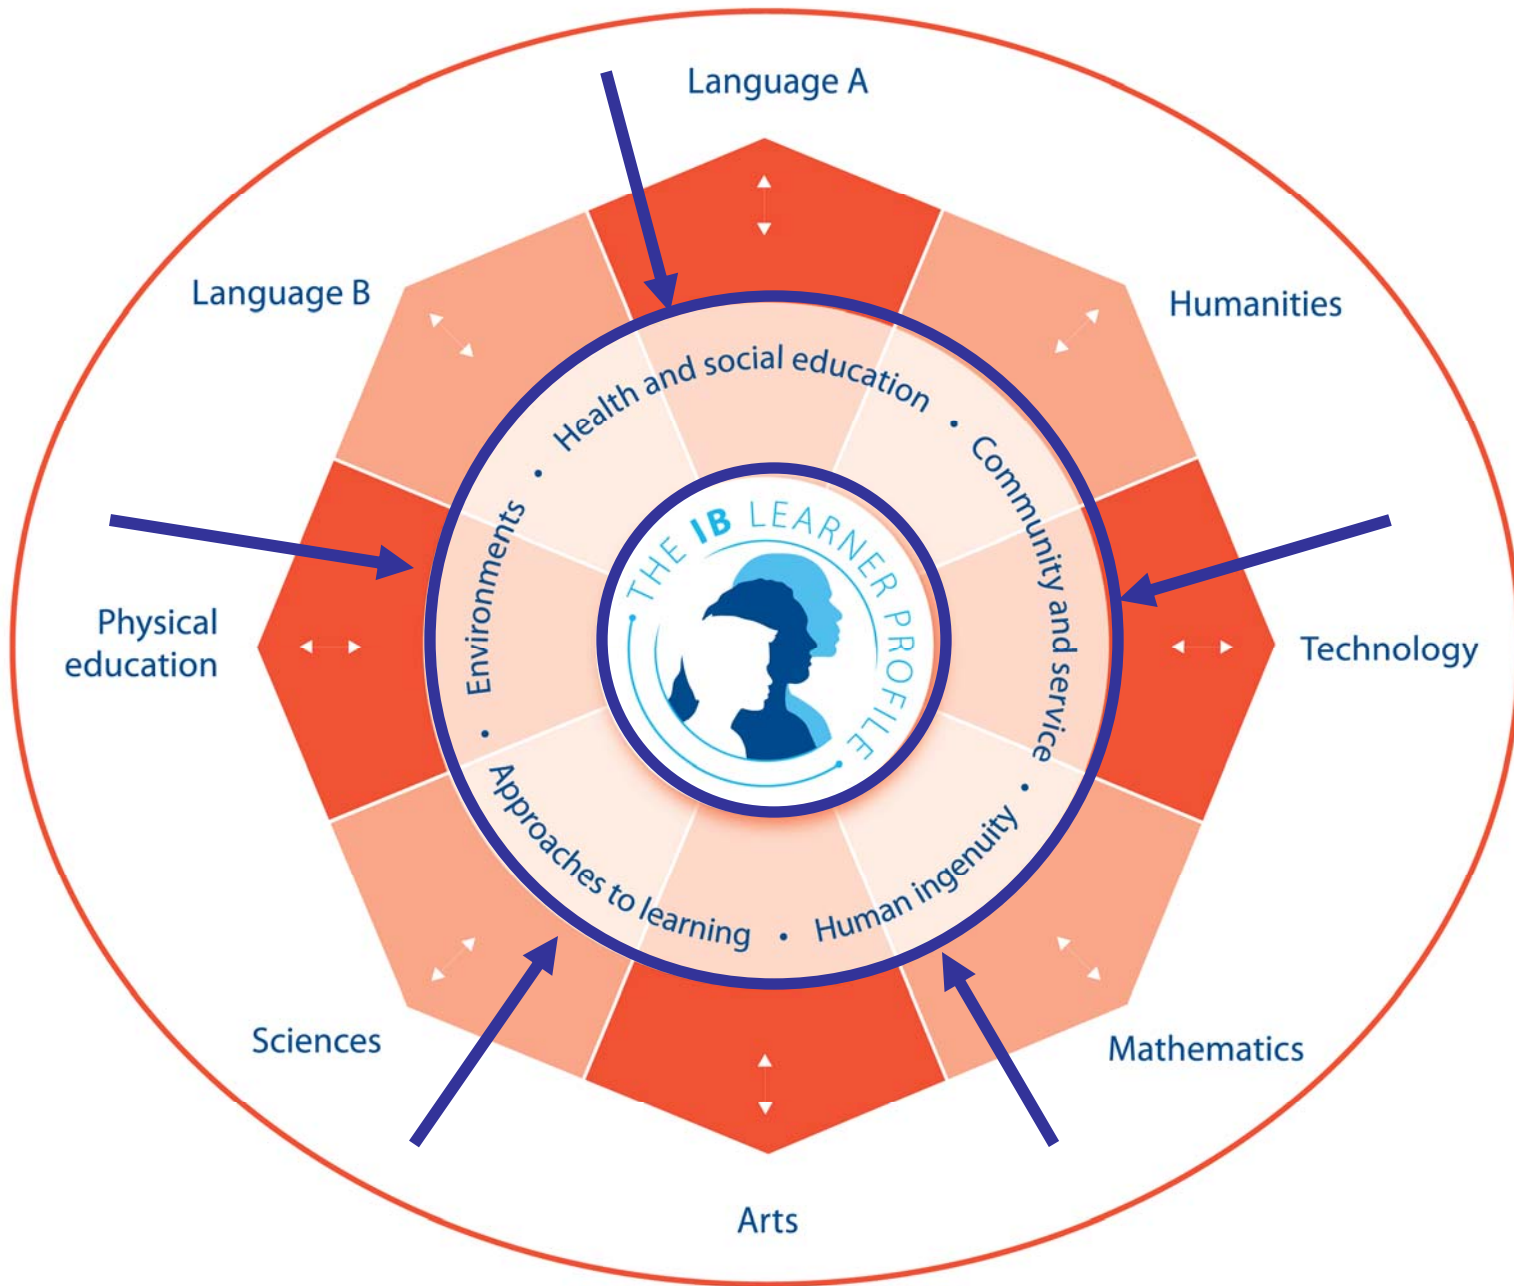 Language A
Language B
Humanities
Health and social education
•
Community and service
•
Environments
•
THE IB LEARNER PROFILE
Physical
education
Technology
•
Approaches to learning
•
Human ingenuity
Sciences
Mathematics
Arts